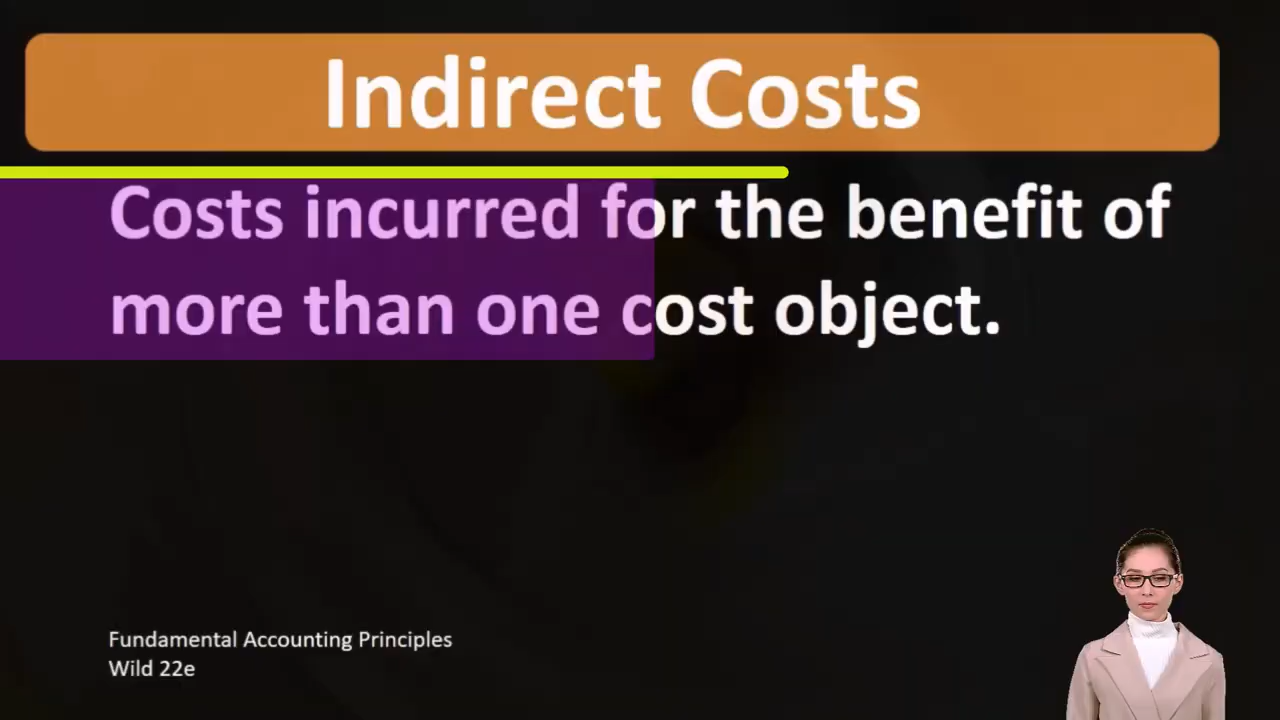 Indirect Costs
Costs incurred for the benefit of
more than one cost object.
Fundamental Accounting Principles
Wild 22e